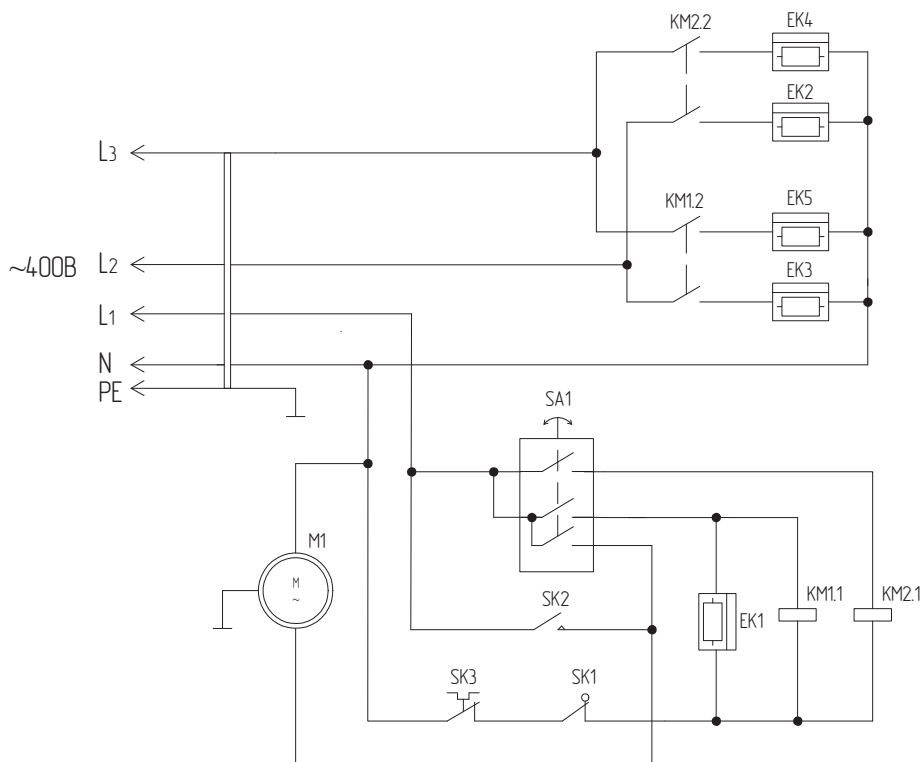 KM2.2
EK4
EK2
L3
KM1.2
EK5
~400В L2
EK3
L1
N
PE
SA1
M1
M
~
SK2
EK1
KM1.1
KM2.1
SK3
SK1